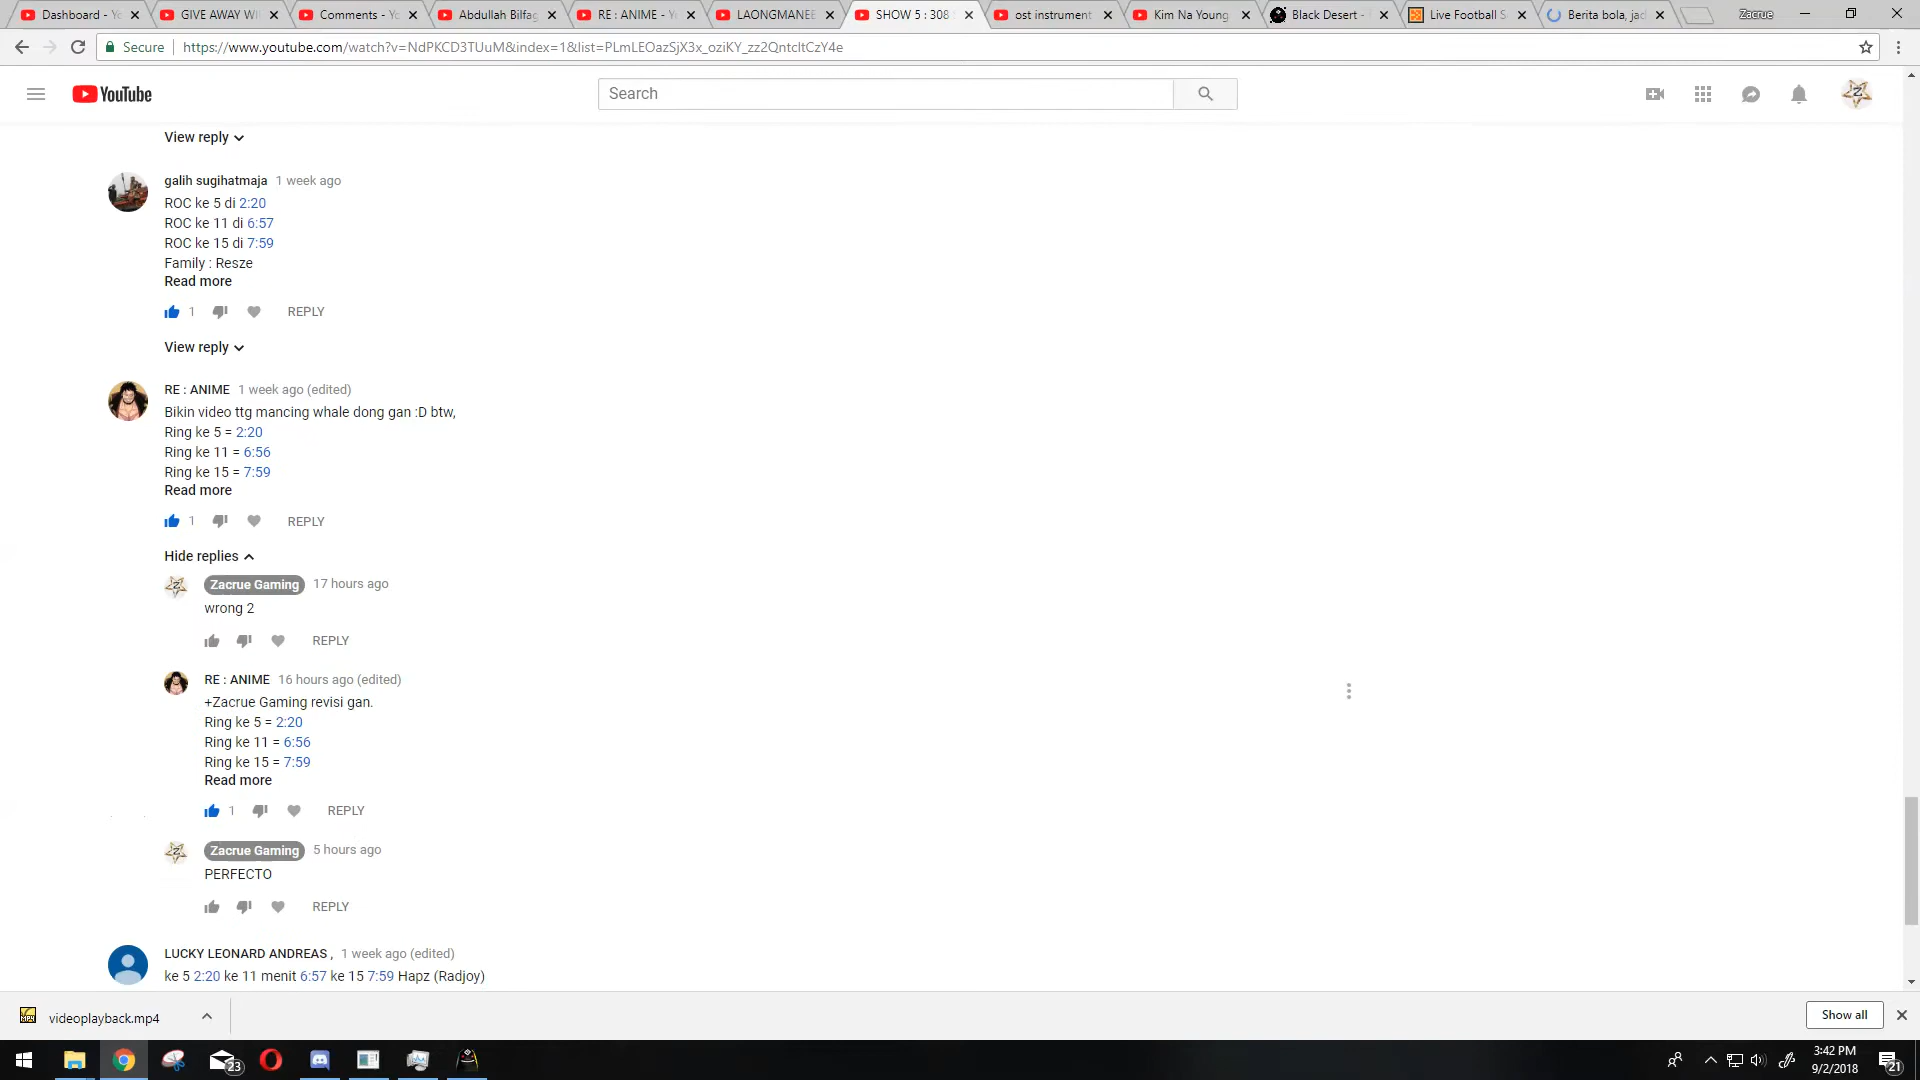 Dashboard - Yo
GIVE AWAY WI
Comments - Yo
Abdullah Bilfag
RE : ANIME - Yo
LAONGMANEE
SHOW 5 : 308
ost instrument
Kim Na Young
Black Desert -
Live Football S
Berita bola, jad
Zacrue
Secure
https://www.youtube.com/watch?v=NdPKCD3TUuM&index=1&list=PLmLEOazSjX3x_oziKY_zz2QntcltCzY4e
YouTube
Search
View reply
galih sugihatmaja 1 week ago
ROC ke 5 di 2:20
ROC ke 11 di 6:57
ROC ke 15 di 7:59
Family : Resze
Read more
1 REPLY
View reply
RE : ANIME 1 week ago (edited)
Bikin video ttg mancing whale dong gan :D btw,
Ring ke 5 = 2:20
Ring ke 11 = 6:56
Ring ke 15 = 7:59
Read more
1 REPLY
Hide replies
Zacrue Gaming 17 hours ago
wrong 2
REPLY
RE : ANIME 16 hours ago (edited)
+Zacrue Gaming revisi gan.
Ring ke 5 = 2:20
Ring ke 11 = 6:56
Ring ke 15 = 7:59
Read more
1 REPLY
Zacrue Gaming 5 hours ago
PERFECTO
REPLY
LUCKY LEONARD ANDREAS , 1 week ago (edited)
ke 5 2:20 ke 11 menit 6:57 ke 15 7:59 Hapz (Radjoy)
videoplayback.mp4
Show all
23
3:42 PM
9/2/2018
21